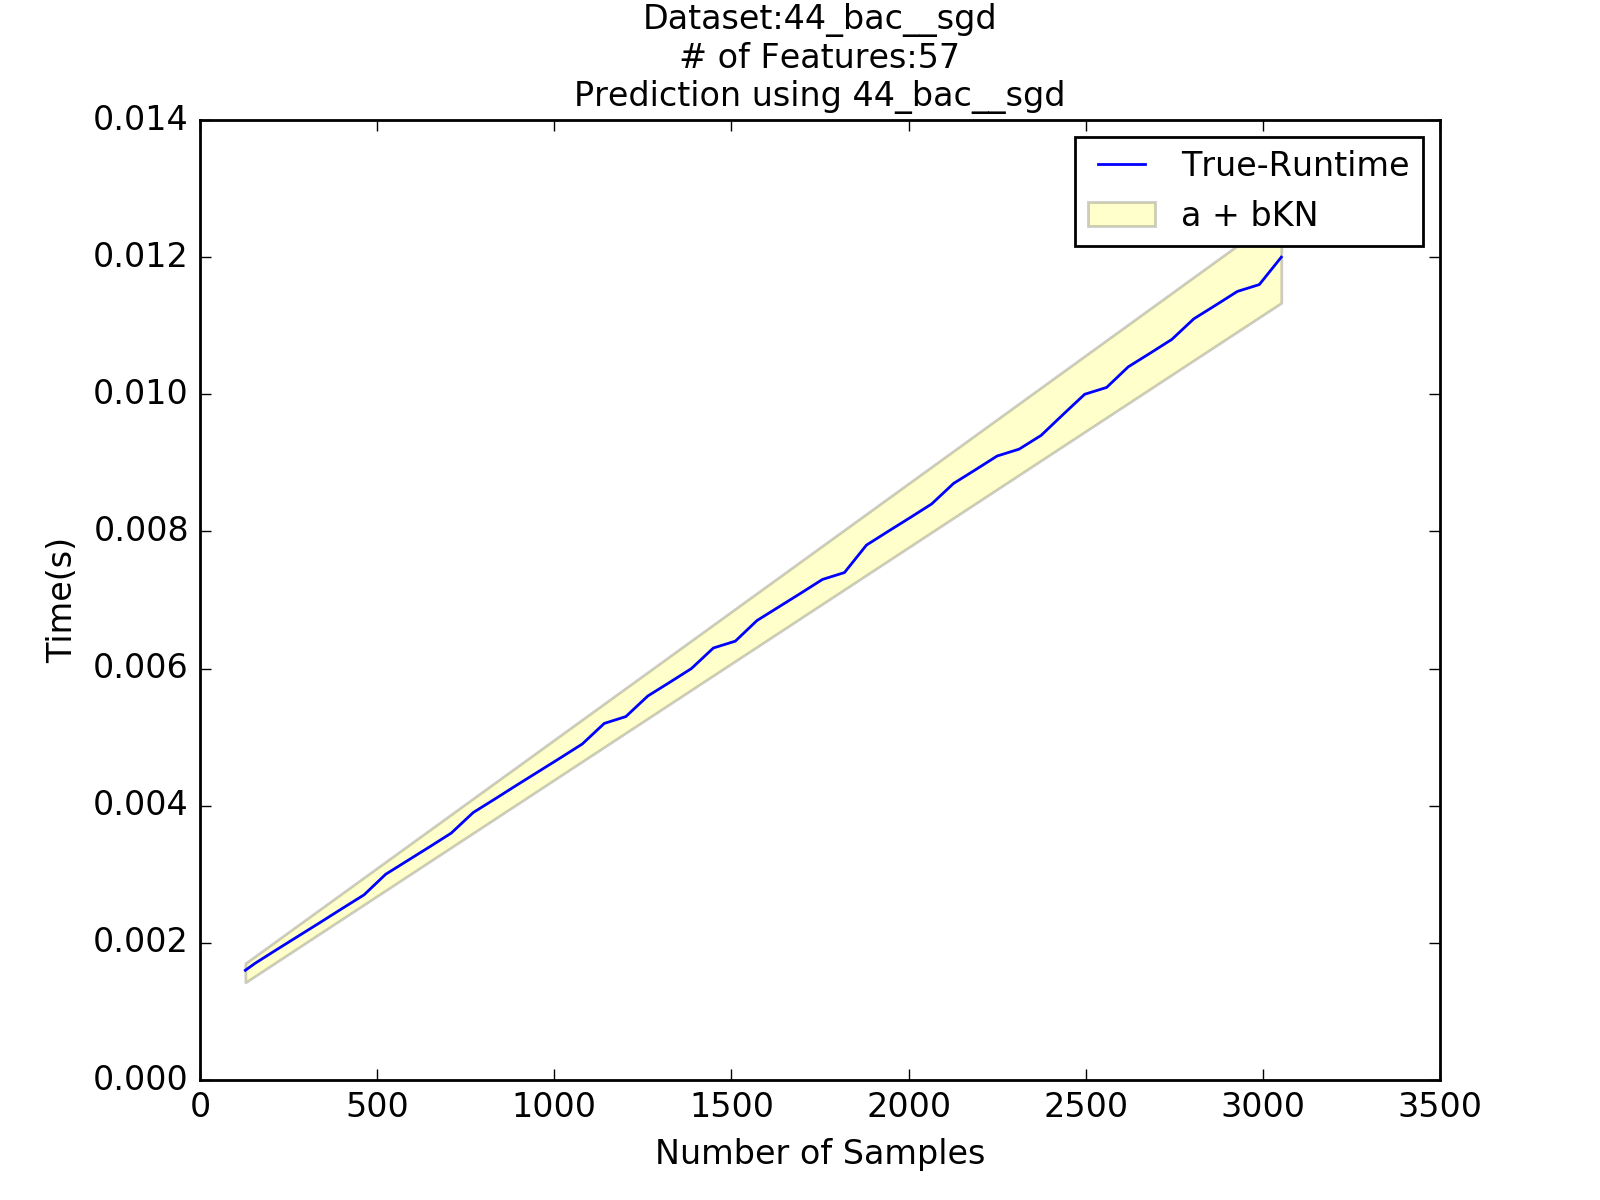 Dataset:44_bac__sgd
# of Features:57
Prediction using 44_bac__sgd
0.014
0.012
0.010
0.008
0.006
0.004
0.002
0.000
Time(s)
True-Runtime
a + bKN
0 500 1000 1500 2000 2500 3000 3500
Number of Samples